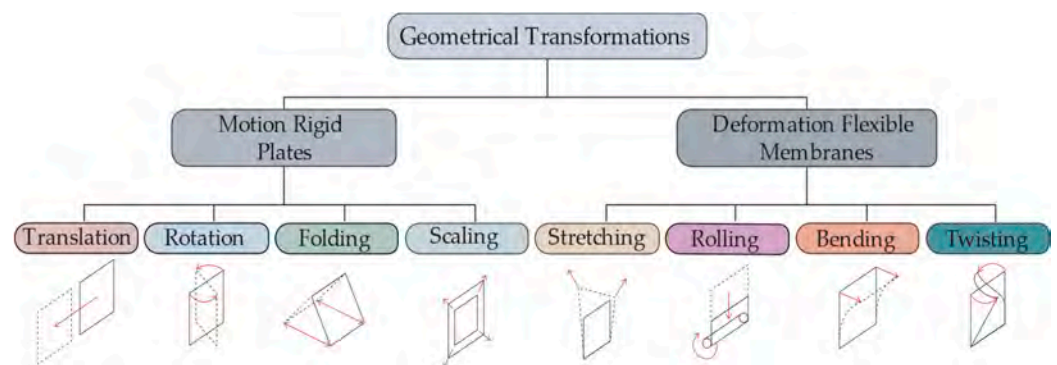 Geometrical Transformations
Motion Rigid
Plates
Deformation Flexible
Membranes
Translation
Rotation
Folding
Scaling
Stretching
Rolling
Bending
Twisting